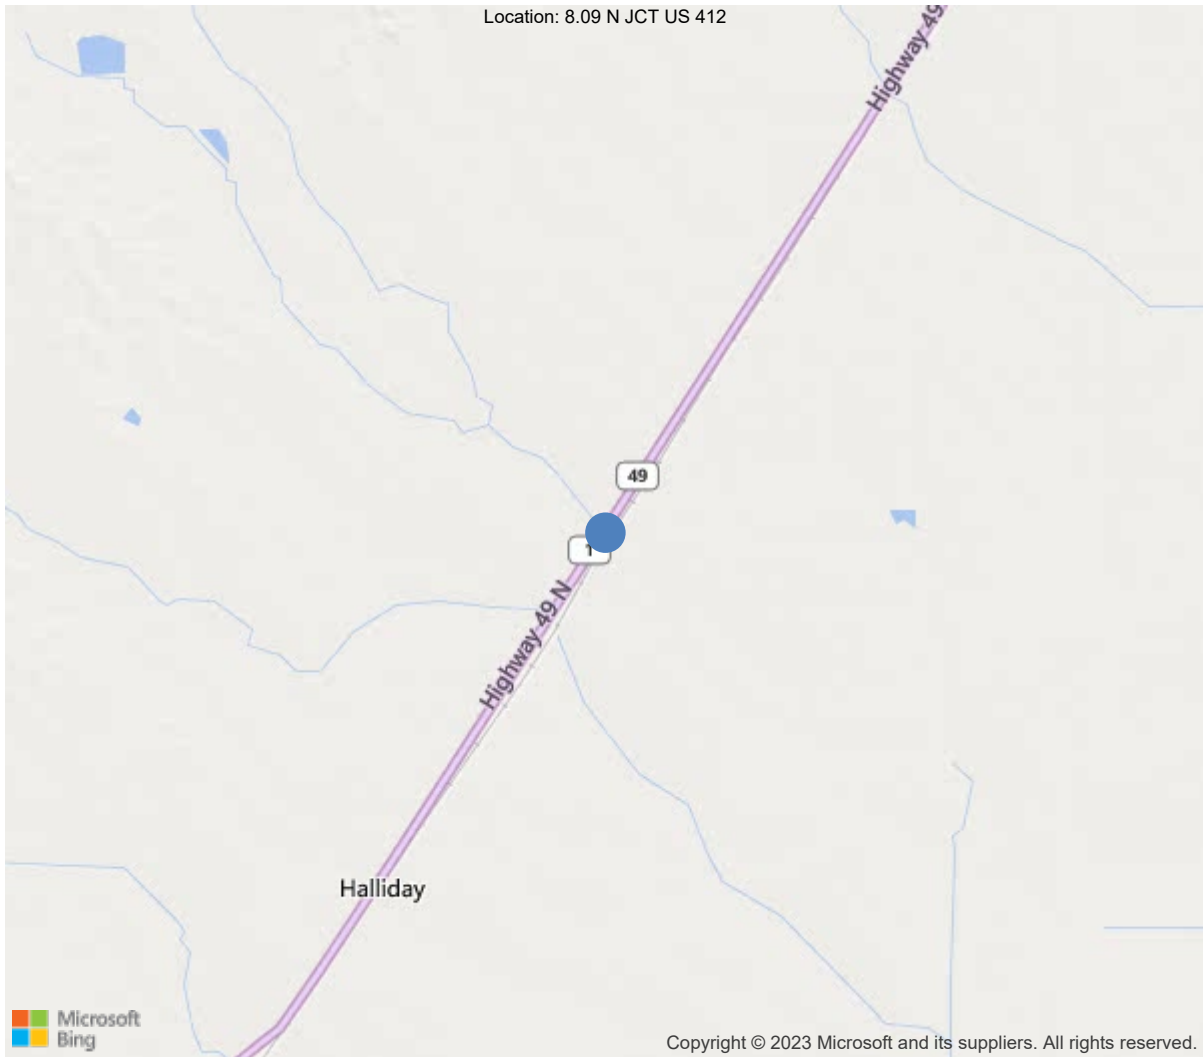 Location: 8.09 N JCT US 412
Highway 49
49
1
Highway 49 N
Halliday
Microsoft
Bing
Copyright © 2023 Microsoft and its suppliers. All rights reserved.